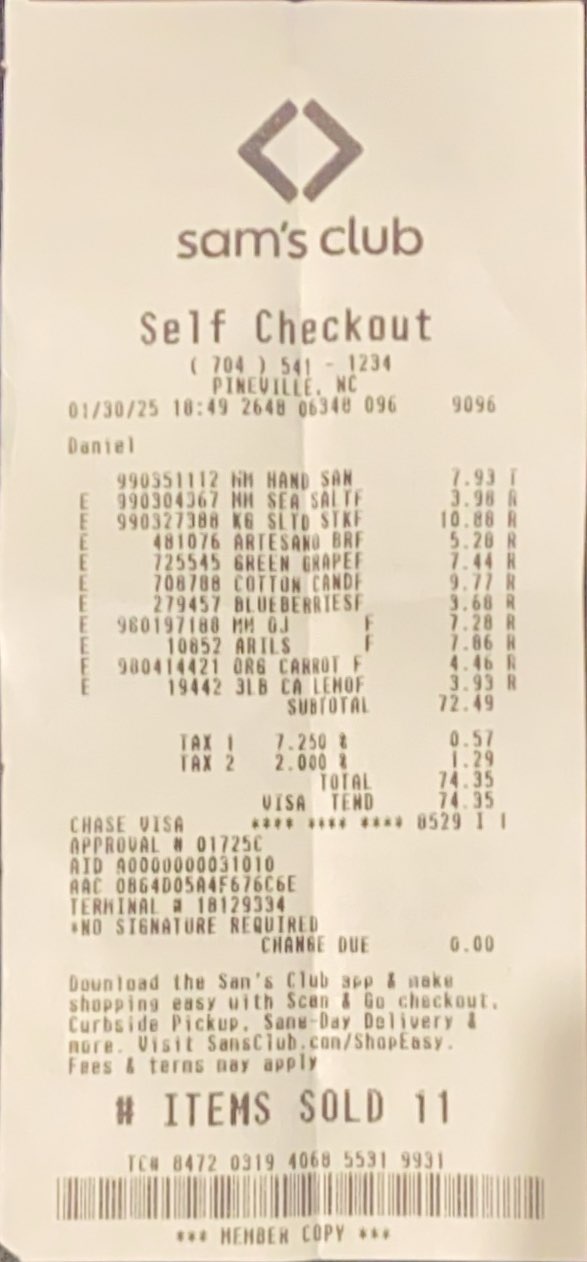 sam's club
Self Checkout
( 704 ) 541 - 1234
PINEVILLE, NC
01/30/25 18:49 2648 06348 096 9096
Daniel
990351112 MM HAND SAN 7.93 T
E 990304367 MM SEA SALTF 3.98 R
E 990327388 KG SLTD STKF 10.88 R
E 481076 ARTESANO BRF 5.28 R
E 725545 GREEN GRAPEF 7.44 R
E 708788 COTTON CANDF 9.77 R
E 279457 BLUEBERRIESF 3.68 R
E 980197188 MM OJ F 7.28 R
E 10852 ARILS F 7.86 R
E 980414421 ORG CARROT F 4.46 R
E 19442 3LB CA LEMOF 3.93 R
SUBTOTAL 72.49
TAX 1 7.250 % 0.57
TAX 2 2.000 % 1.29
TOTAL 74.35
VISA TEND 74.35
CHASE VISA **** **** **** 8529 I 1
APPROVAL # 01725C
AID A0000000031010
AAC 0864D05A4F676C6E
TERMINAL # 18129334
*NO SIGNATURE REQUIRED
CHANGE DUE 0.00
Download the Sam's Club app & make
shopping easy with Scan & Go checkout,
Curbside Pickup, Same-Day Delivery &
more. Visit SamsClub.com/ShopEasy.
Fees & terms may apply
# ITEMS SOLD 11
TC# 8472 0319 4068 5531 9931
*** MEMBER COPY ***